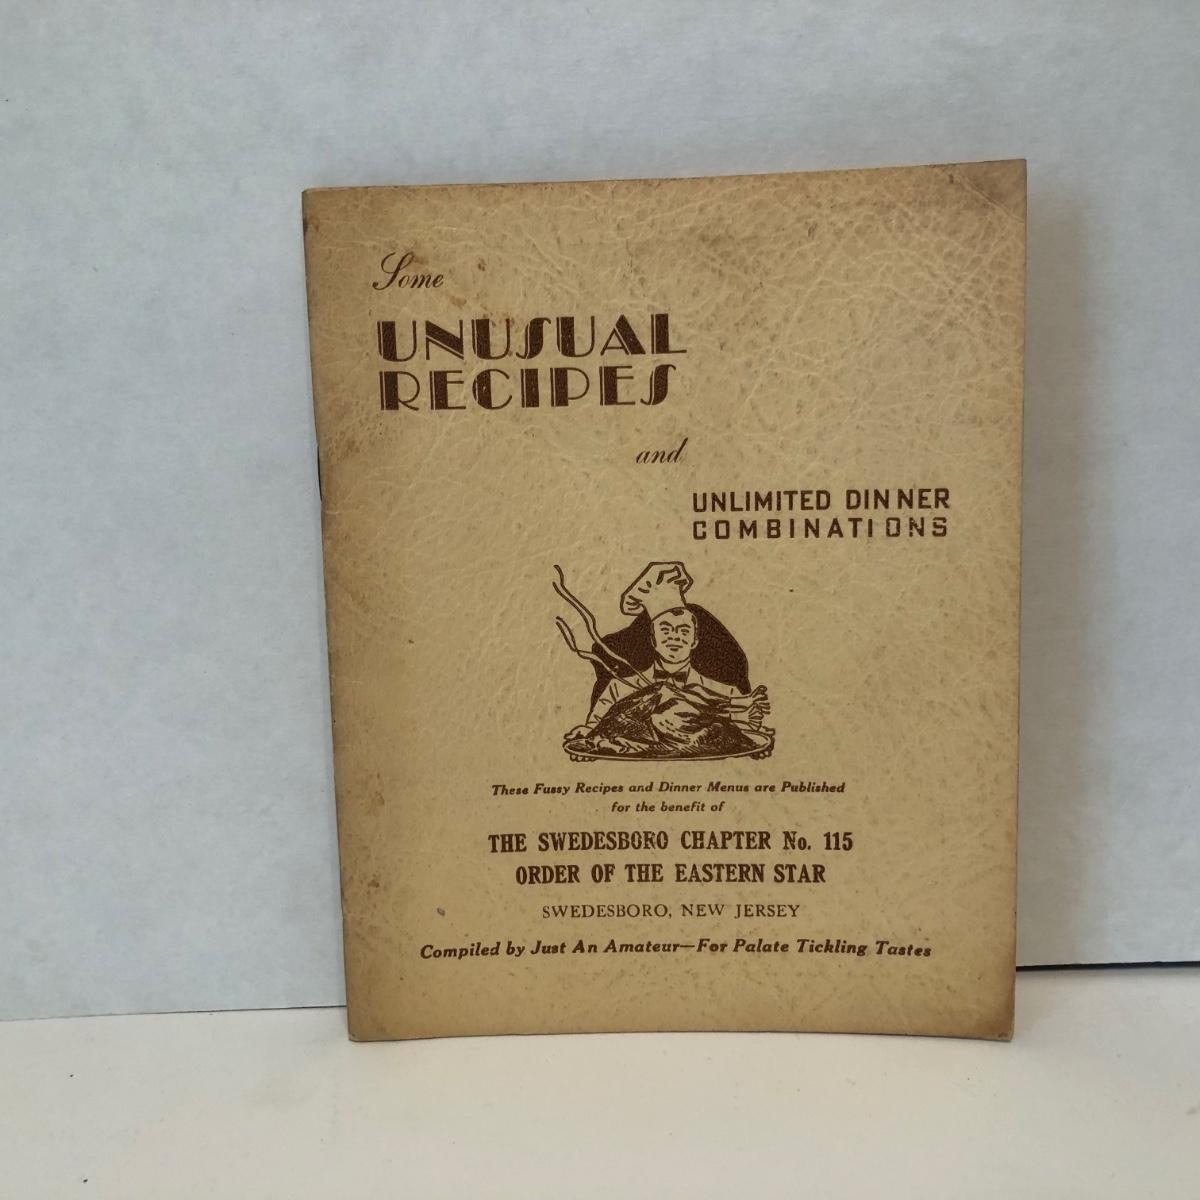 Some
UNUSUAL
RECIPES
and
UNLIMITED DINNER
COMBINATIONS
These Fussy Recipes and Dinner Menus are Published
for the benefit of
THE SWEDESBORO CHAPTER No. 115
ORDER OF THE EASTERN STAR
SWEDESBORO, NEW JERSEY
Compiled by Just An Amateur—For Palate Tickling Tastes